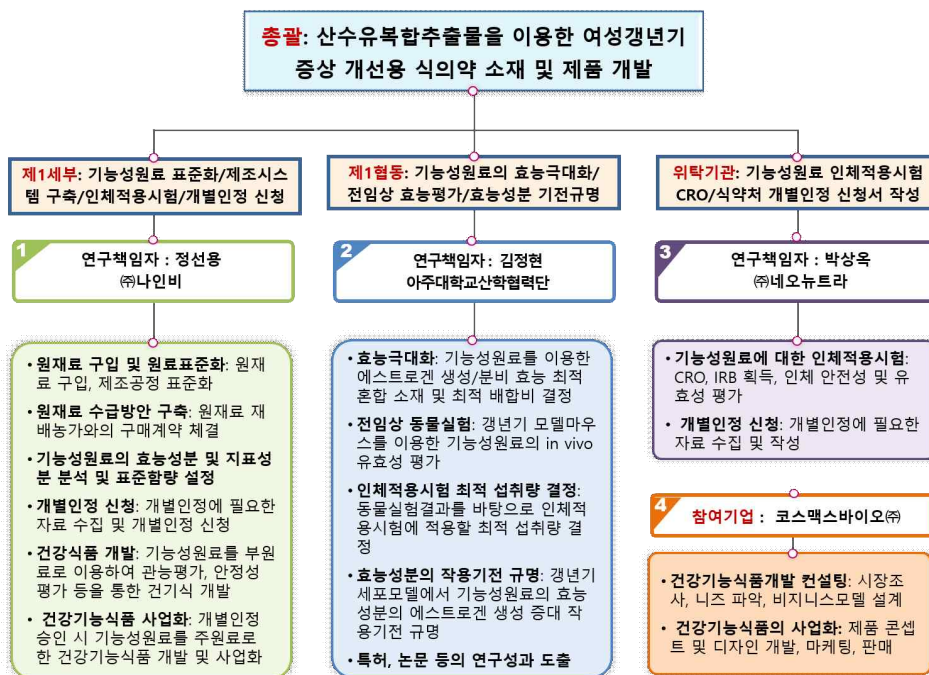 총괄: 산수유복합추출물을 이용한 여성갱년기
증상 개선용 식의약 소재 및 제품 개발
제1세부: 기능성원료 표준화/제조시스
템 구축/인체적용시험/개별인정 신청
제1협동: 기능성원료의 효능극대화/
전임상 효능평가/효능성분 기전규명
위탁기관: 기능성원료 인체적용시험
CRO/식약처 개별인정 신청서 작성
1
연구책임자 : 정선용
㈜나인비
2
연구책임자 : 김정현
아주대학교산학협력단
3
연구책임자 : 박상옥
㈜네오뉴트라
• 원재료 구입 및 원료표준화: 원재
료 구입, 제조공정 표준화
• 원재료 수급방안 구축: 원재료 재
배농가와의 구매계약 체결
• 기능성원료의 효능성분 및 지표성
분 분석 및 표준함량 설정
• 개별인정 신청: 개별인정에 필요한
자료 수집 및 개별인정 신청
• 건강식품 개발: 기능성원료를 부원
료로 이용하여 관능평가, 안정성
평가 등을 통한 건기식 개발
• 건강기능식품 사업화: 개별인정
승인 시 기능성원료를 주원료로
한 건강기능식품 개발 및 사업화
• 효능극대화: 기능성원료를 이용한
에스트로겐 생성/분비 효능 최적
혼합 소재 및 최적 배합비 결정
• 전임상 동물실험: 갱년기 모델마우
스를 이용한 기능성원료의 in vivo
유효성 평가
• 인체적용시험 최적 섭취량 결정:
동물실험결과를 바탕으로 인체적
용시험에 적용할 최적 섭취량 결
정
• 효능성분의 작용기전 규명: 갱년기
세포모델에서 기능성원료의 효능
성분의 에스트로겐 생성 증대 작
용기전 규명
• 특허, 논문 등의 연구성과 도출
• 기능성원료에 대한 인체적용시험:
CRO, IRB 획득, 인체 안전성 및 유
효성 평가
• 개별인정 신청: 개별인정에 필요한
자료 수집 및 작성
4
참여기업 : 코스맥스바이오㈜
• 건강기능식품개발 컨설팅: 시장조
사, 니즈 파악, 비지니스모델 설계
• 건강기능식품의 사업화: 제품 콘셉
트 및 디자인 개발, 마케팅, 판매